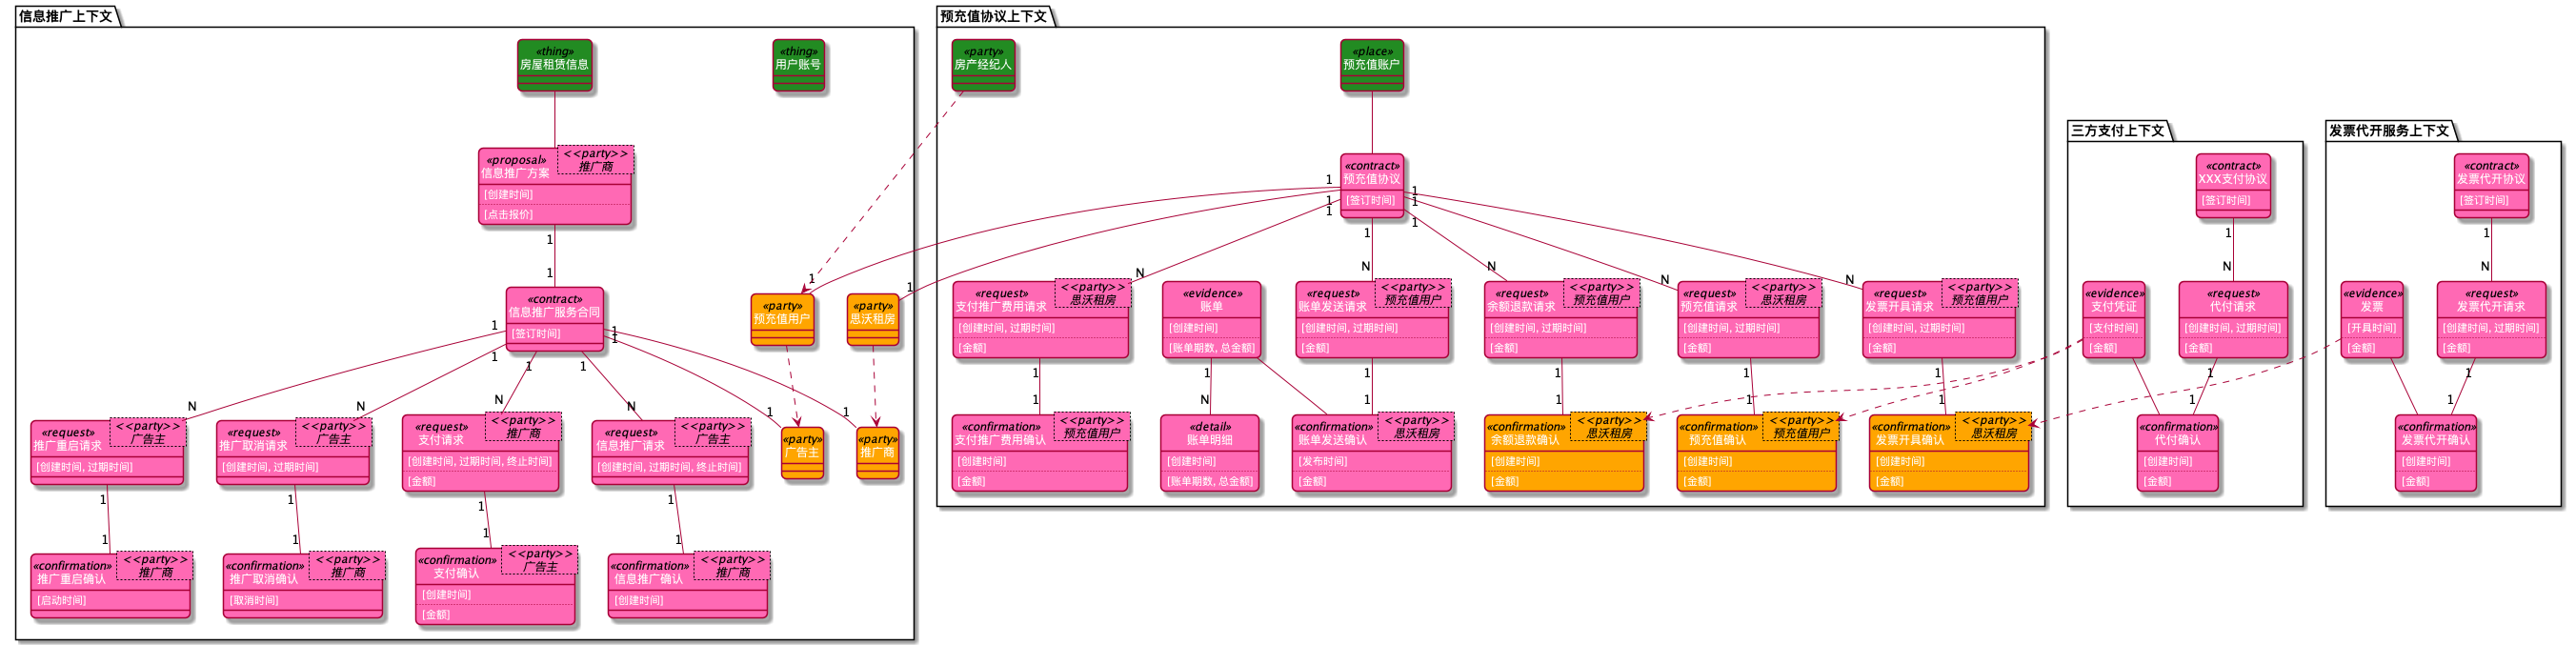 信息推广上下文
«thing»
房屋租赁信息
«thing»
用户账号
«proposal»
信息推广方案
<<party>>
推广商
[创建时间]
[点击报价]
1
1
«contract»
信息推广服务合同
[签订时间]
«party»
预充值用户
«party»
思沃租房
1
1
1
1
1
1
1
1
N
N
N
N
1
1
«request»
推广重启请求
<<party>>
广告主
[创建时间, 过期时间]
«request»
推广取消请求
<<party>>
广告主
[创建时间, 过期时间]
«request»
支付请求
<<party>>
推广商
[创建时间, 过期时间, 终止时间]
[金额]
«request»
信息推广请求
<<party>>
广告主
[创建时间, 过期时间, 终止时间]
«party»
广告主
«party»
推广商
1
1
1
1
1
1
1
1
«confirmation»
推广重启确认
<<party>>
推广商
[启动时间]
«confirmation»
推广取消确认
<<party>>
推广商
[取消时间]
«confirmation»
支付确认
<<party>>
广告主
[创建时间]
[金额]
«confirmation»
信息推广确认
<<party>>
推广商
[创建时间]
预充值协议上下文
«party»
房产经纪人
«place»
预充值账户
«contract»
预充值协议
[签订时间]
1
1
1
1
1
1
1
N
N
N
N
N
«request»
支付推广费用请求
<<party>>
思沃租房
[创建时间, 过期时间]
[金额]
«evidence»
账单
[创建时间]
[账单期数, 总金额]
«request»
账单发送请求
<<party>>
预充值用户
[创建时间, 过期时间]
[金额]
«request»
余额退款请求
<<party>>
预充值用户
[创建时间, 过期时间]
[金额]
«request»
预充值请求
<<party>>
思沃租房
[创建时间, 过期时间]
[金额]
«request»
发票开具请求
<<party>>
预充值用户
[创建时间, 过期时间]
[金额]
1
1
1
N
1
1
1
1
1
1
1
1
«confirmation»
支付推广费用确认
<<party>>
预充值用户
[创建时间]
[金额]
«detail»
账单明细
[创建时间]
[账单期数, 总金额]
«confirmation»
账单发送确认
<<party>>
思沃租房
[发布时间]
[金额]
«confirmation»
余额退款确认
<<party>>
思沃租房
[创建时间]
[金额]
«confirmation»
预充值确认
<<party>>
预充值用户
[创建时间]
[金额]
«confirmation»
发票开具确认
<<party>>
思沃租房
[创建时间]
[金额]
三方支付上下文
«contract»
XXX支付协议
[签订时间]
1
N
«evidence»
支付凭证
[支付时间]
[金额]
«request»
代付请求
[创建时间, 过期时间]
[金额]
1
1
«confirmation»
代付确认
[创建时间]
[金额]
发票代开服务上下文
«contract»
发票代开协议
[签订时间]
1
N
«evidence»
发票
[开具时间]
[金额]
«request»
发票代开请求
[创建时间, 过期时间]
[金额]
1
1
«confirmation»
发票代开确认
[创建时间]
[金额]